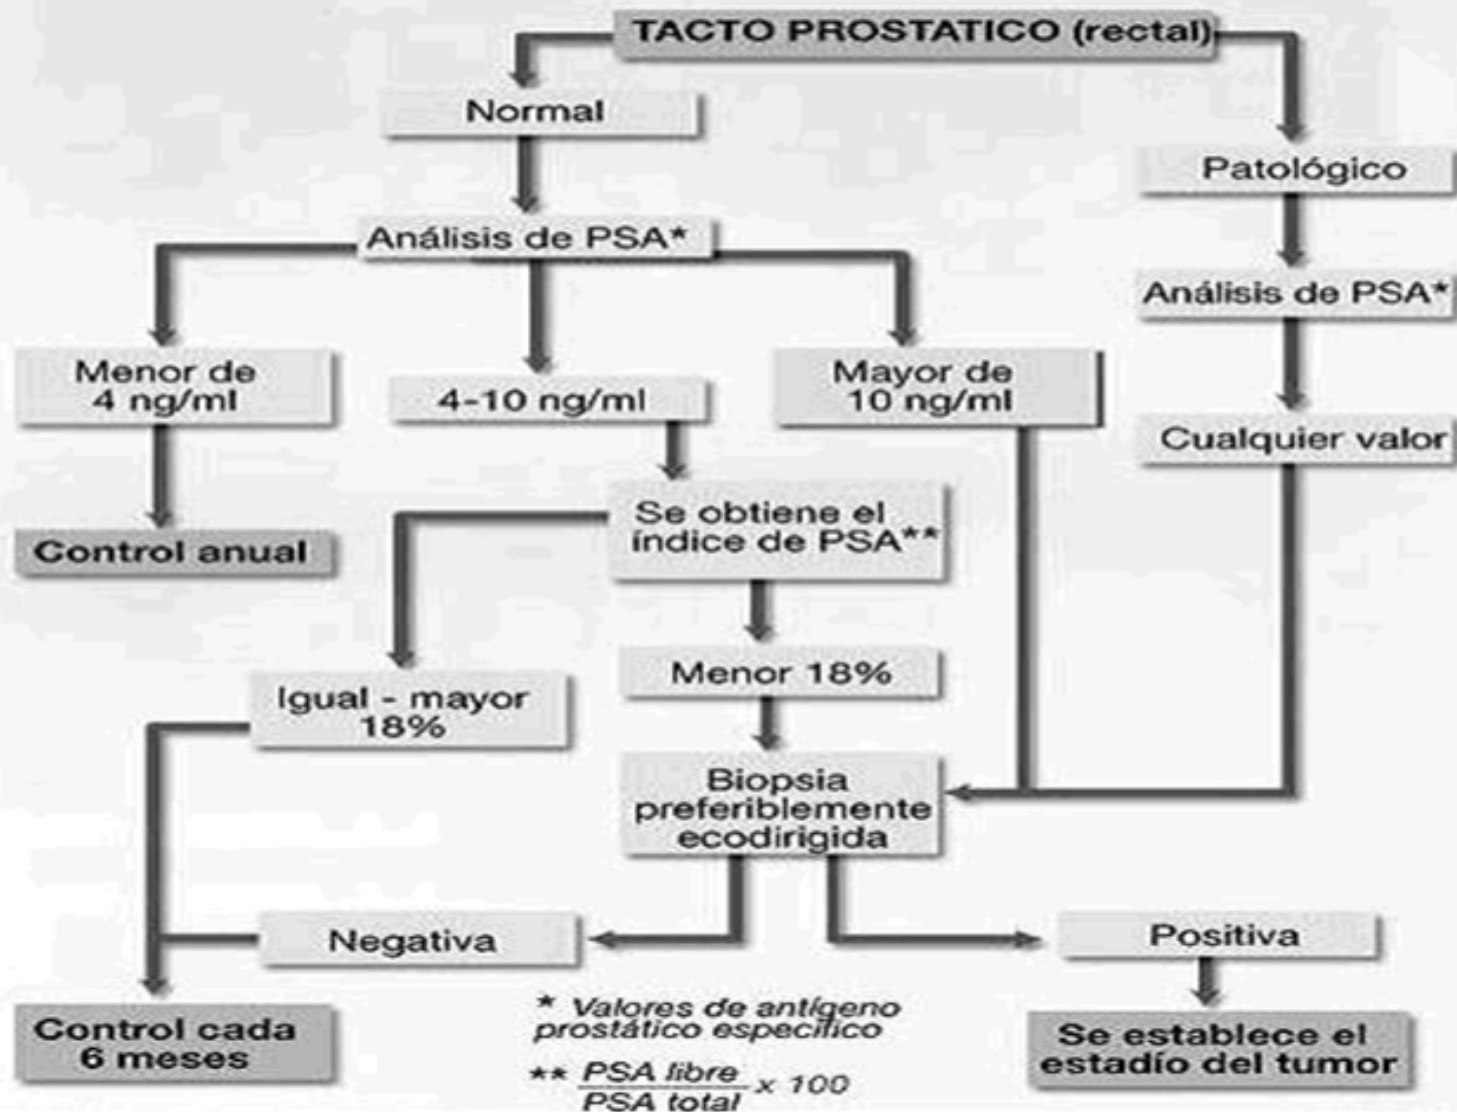 TACTO PROSTATICO (rectal)
Normal
Patológico
Análisis de PSA*
Análisis de PSA*
Menor de
4 ng/ml
4-10 ng/ml
Mayor de
10 ng/ml
Cualquier valor
Control anual
Se obtiene el
índice de PSA**
Igual - mayor
18%
Menor 18%
Biopsia
preferiblemente
ecodirigida
Negativa
Positiva
Control cada
6 meses
* Valores de antígeno
prostático específico
** PSA libre
PSA total x 100
Se establece el
estadío del tumor